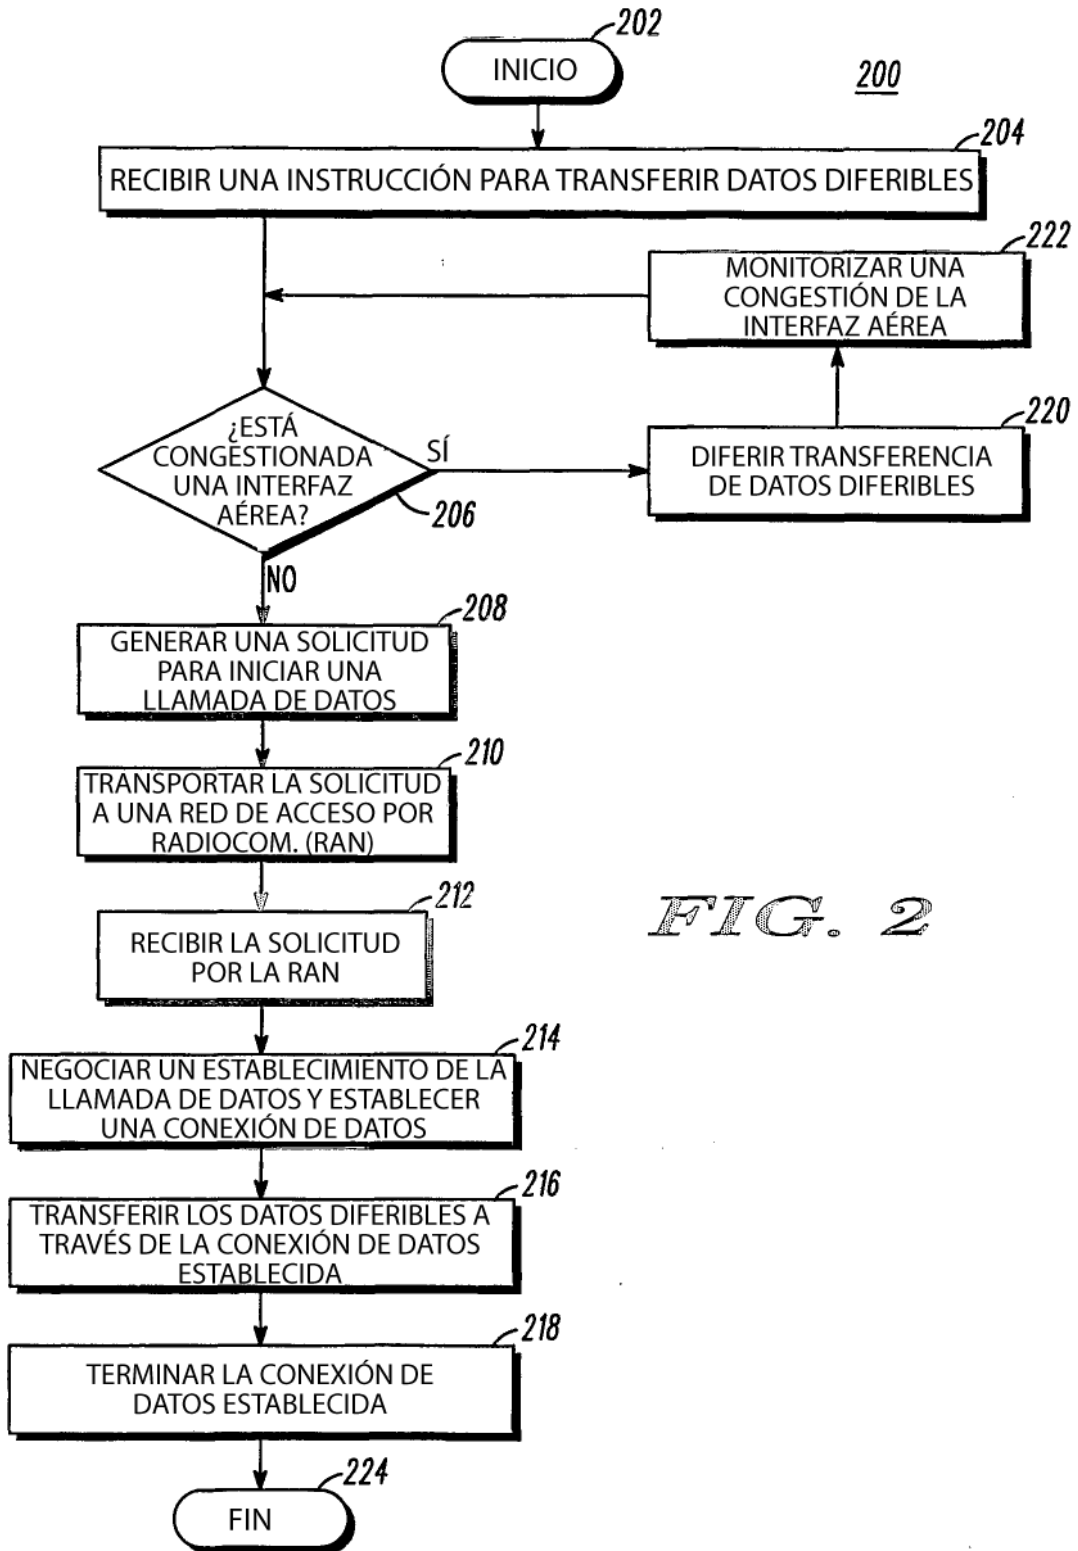 202
INICIO
200
204
RECIBIR UNA INSTRUCCIÓN PARA TRANSFERIR DATOS DIFERIBLES
222
MONITORIZAR UNA
CONGESTIÓN DE LA
INTERFAZ AÉREA
¿ESTÁ
CONGESTIONADA
UNA INTERFAZ
AÉREA?
SÍ
206
220
DIFERIR TRANSFERENCIA
DE DATOS DIFERIBLES
NO
208
GENERAR UNA SOLICITUD
PARA INICIAR UNA
LLAMADA DE DATOS
210
TRANSPORTAR LA SOLICITUD
A UNA RED DE ACCESO POR
RADIOCOM. (RAN)
212
RECIBIR LA SOLICITUD
POR LA RAN
FIG. 2
214
NEGOCIAR UN ESTABLECIMIENTO DE LA
LLAMADA DE DATOS Y ESTABLECER
UNA CONEXIÓN DE DATOS
216
TRANSFERIR LOS DATOS DIFERIBLES A
TRAVÉS DE LA CONEXIÓN DE DATOS
ESTABLECIDA
218
TERMINAR LA CONEXIÓN DE
DATOS ESTABLECIDA
224
FIN